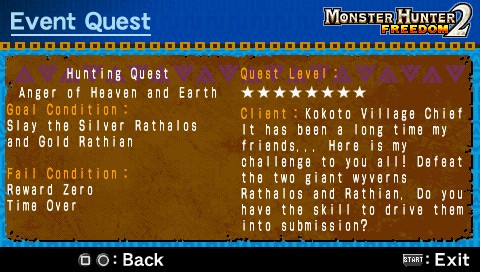 Event Quest
MONSTER HUNTER
FREEDOM 2
Hunting Quest
Anger of Heaven and Earth
Goal Condition:
Slay the Silver Rathalos
and Gold Rathian
Fail Condition:
Reward Zero
Time Over
Quest Level:
★★★★★★★★
Client: Kokoto Village Chief
It has been a long time my
friends... Here is my
challenge to you all! Defeat
the two giant wyverns
Rathalos and Rathian. Do you
have the skill to drive them
into submission?
: Back
START: Exit